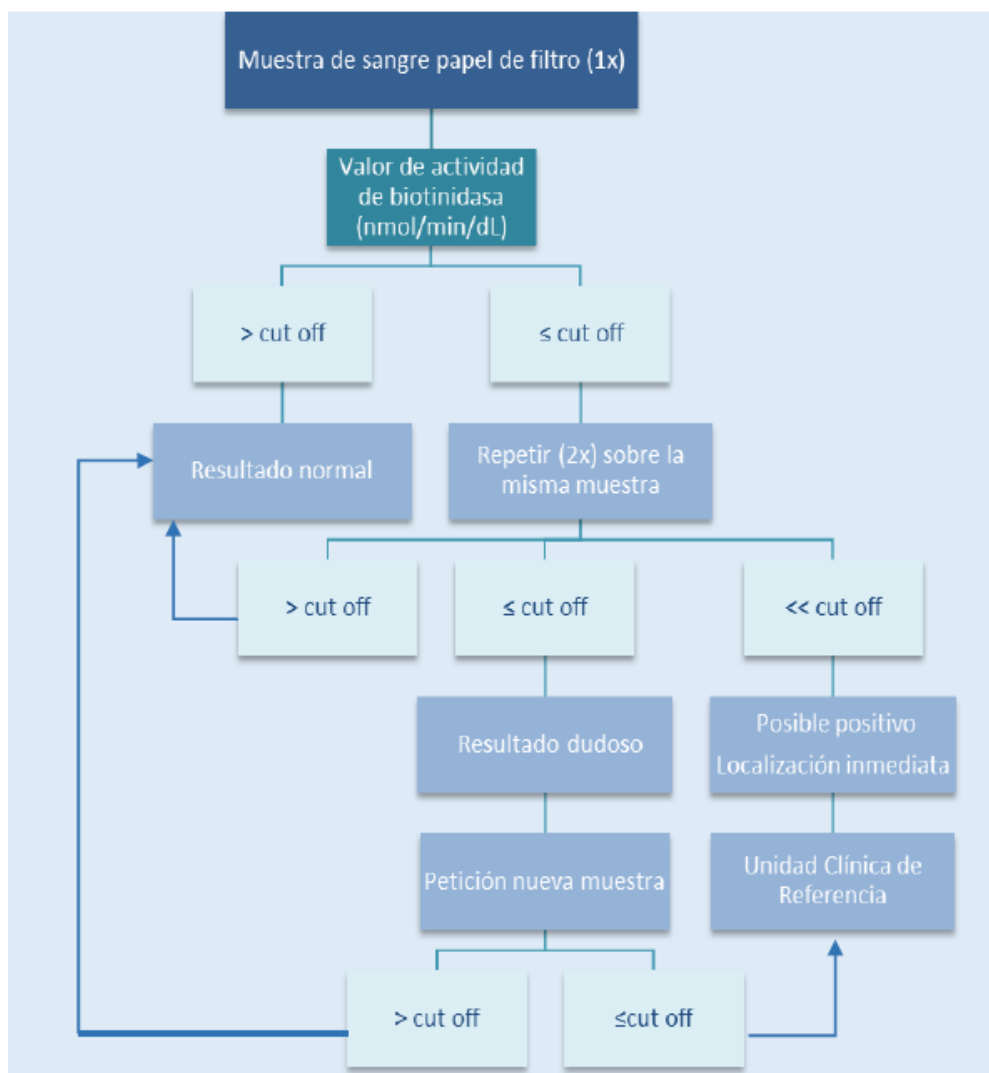 Muestra de sangre papel de filtro (1x)
Valor de actividad
de biotinidasa
(nmol/min/dL)
> cut off
≤ cut off
Resultado normal
Repetir (2x) sobre la
misma muestra
> cut off
≤ cut off
<< cut off
Resultado dudoso
Posible positivo
Localización inmediata
Petición nueva muestra
Unidad Clínica de
Referencia
> cut off
≤cut off